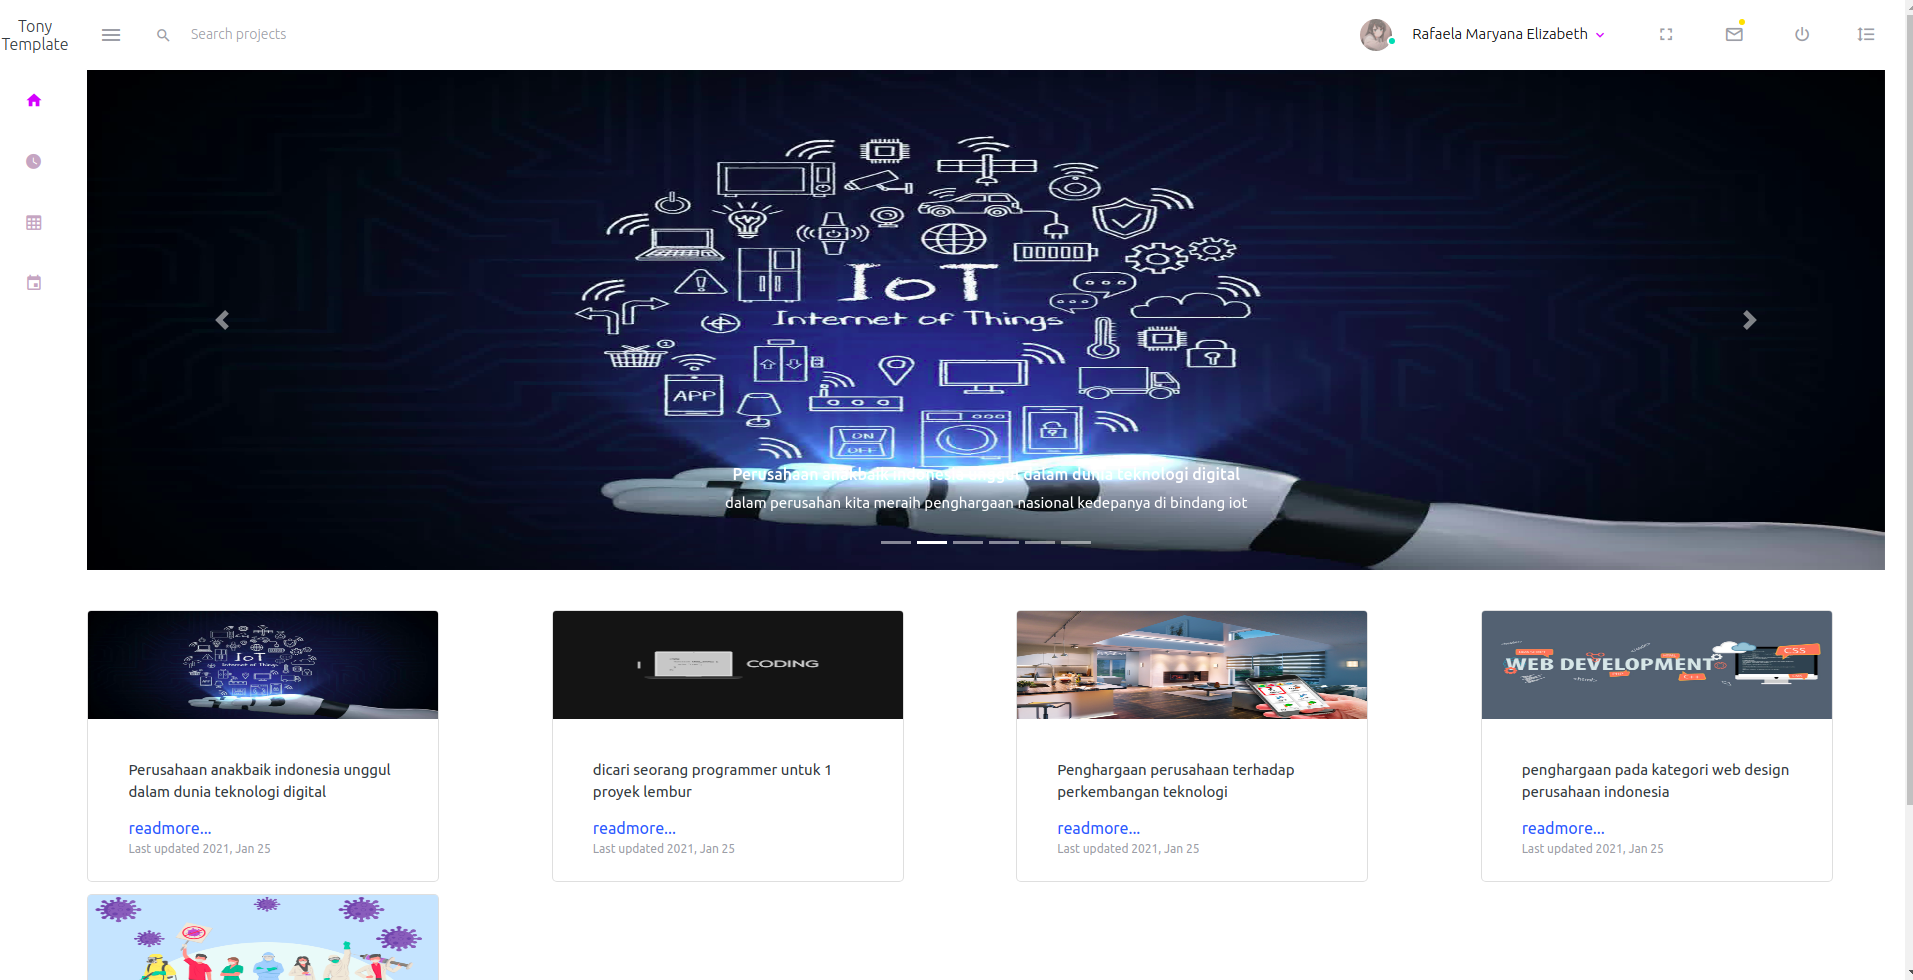 Tony
Template
Search projects
Rafaela Maryana Elizabeth
IoT
Internet of Things
APP
ON
OFF
Perusahaan anakbaik indonesia unggul dalam dunia teknologi digital
dalam perusahan kita meraih penghargaan nasional kedepanya di bindang iot
IoT
Internet of Things
CODING
WEB DEVELOPMENT
CSS
Perusahaan anakbaik indonesia unggul
dalam dunia teknologi digital
readmore...
Last updated 2021, Jan 25
dicari seorang programmer untuk 1
proyek lembur
readmore...
Last updated 2021, Jan 25
Penghargaan perusahaan terhadap
perkembangan teknologi
readmore...
Last updated 2021, Jan 25
penghargaan pada kategori web design
perusahaan indonesia
readmore...
Last updated 2021, Jan 25